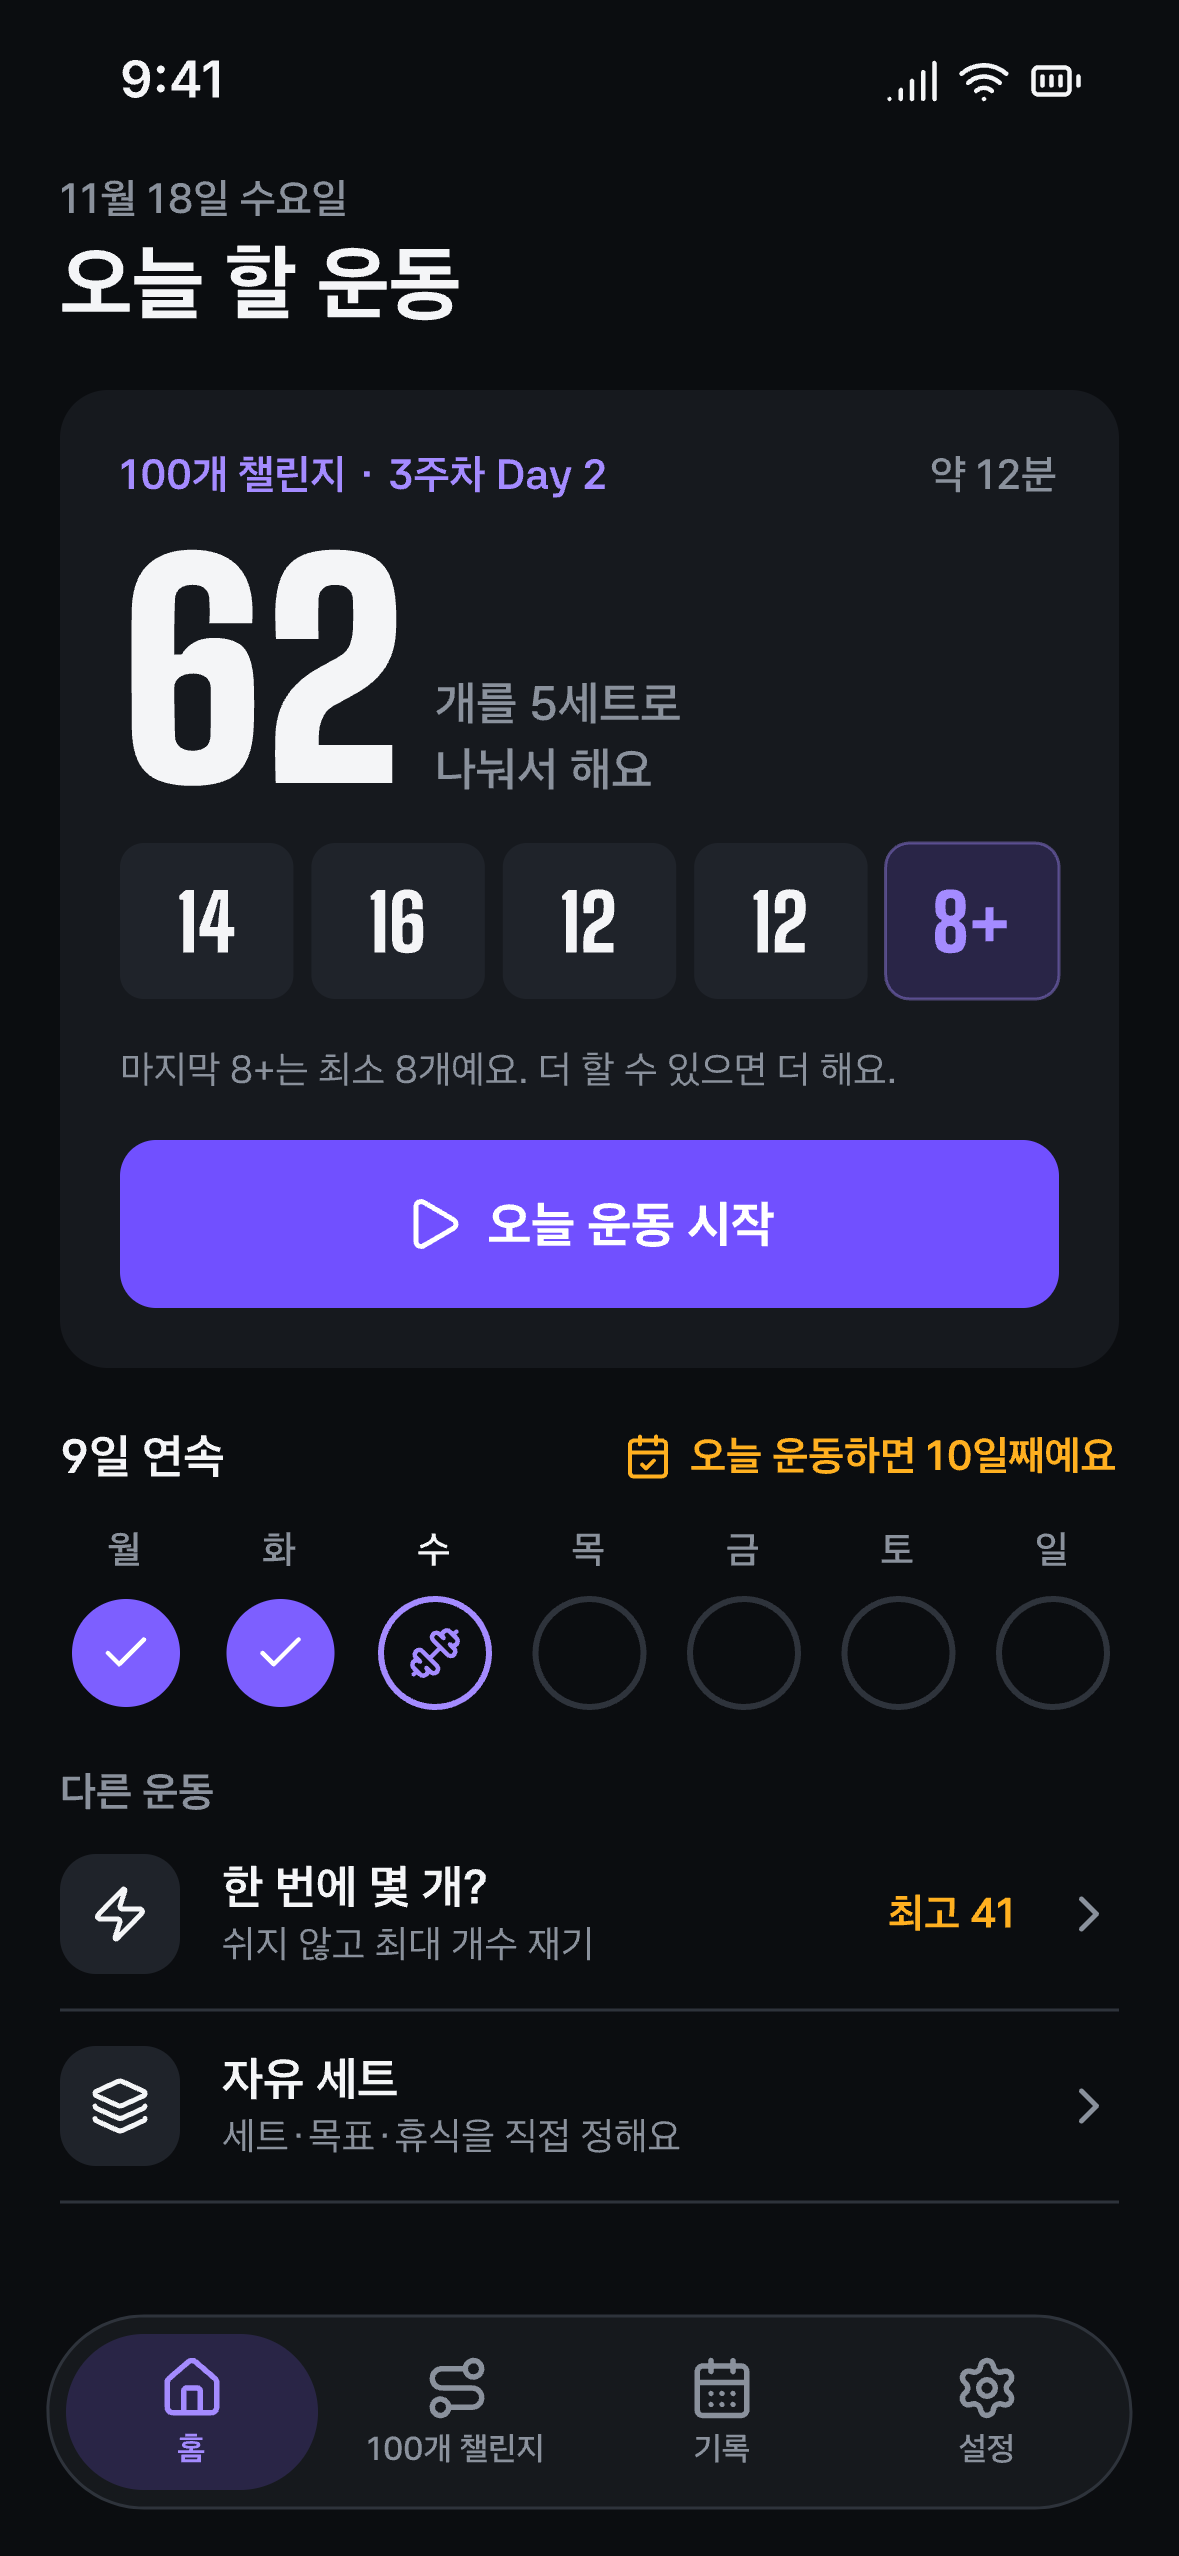 9:41
11월 18일 수요일
오늘 할 운동
100개 챌린지 · 3주차 Day 2
약 12분
62
개를 5세트로
나눠서 해요
14
16
12
12
8+
마지막 8+는 최소 8개예요. 더 할 수 있으면 더 해요.
오늘 운동 시작
9일 연속
오늘 운동하면 10일째예요
월 화 수 목 금 토 일
다른 운동
한 번에 몇 개?
쉬지 않고 최대 개수 재기
최고 41
자유 세트
세트·목표·휴식을 직접 정해요
홈
100개 챌린지
기록
설정